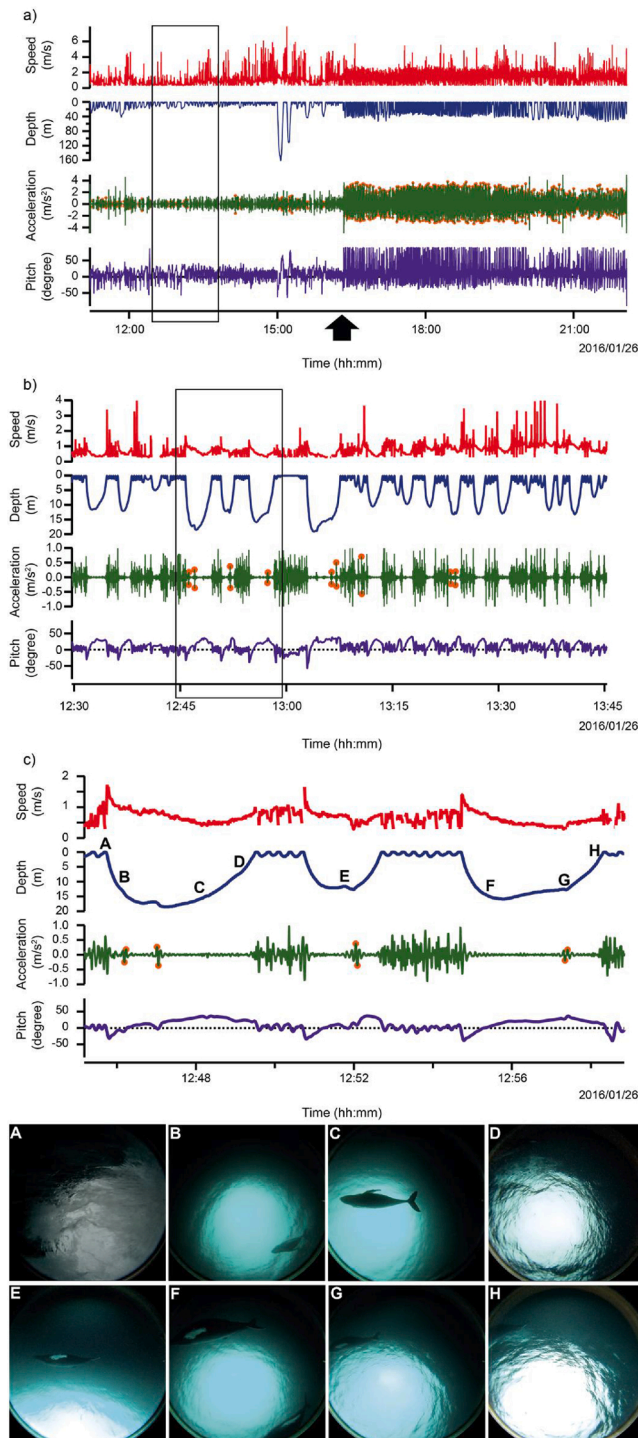 a)
Speed
(m/s)
6
4
2
0
Depth
(m)
0
40
80
120
160
Acceleration
(m/s²)
4
2
0
-2
-4
Pitch
(degree)
50
0
-50
12:00 15:00 18:00 21:00
2016/01/26
Time (hh:mm)
b)
Speed
(m/s)
4
3
2
1
0
Depth
(m)
0
5
10
15
20
Acceleration
(m/s²)
1.0
0.5
0.0
-0.5
-1.0
Pitch
(degree)
50
0
-50
12:30 12:45 13:00 13:15 13:30 13:45
2016/01/26
Time (hh:mm)
c)
Speed
(m/s)
2
1
0
Depth
(m)
0
5
10
15
20
A B C D E F G H
Acceleration
(m/s²)
1.0
0.5
0.0
-0.5
-1.0
Pitch
(degree)
50
0
-50
12:48 12:52 12:56
2016/01/26
Time (hh:mm)
A B C D
E F G H